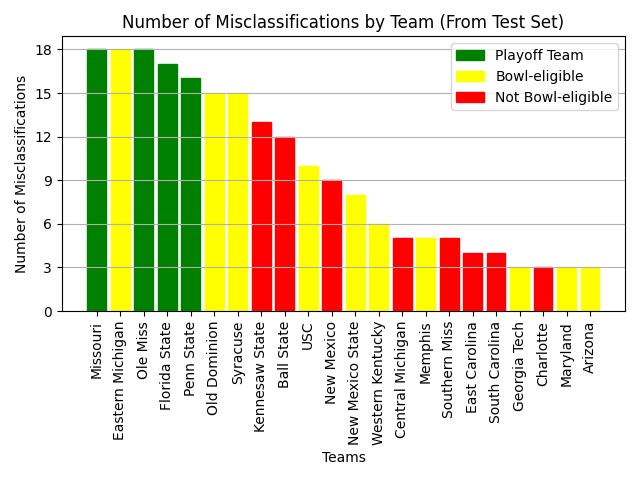 Number of Misclassifications by Team (From Test Set)
Number of Misclassifications
18
15
12
9
6
3
0
Playoff Team
Bowl-eligible
Not Bowl-eligible
Missouri
Eastern Michigan
Ole Miss
Florida State
Penn State
Old Dominion
Syracuse
Kennesaw State
Ball State
USC
New Mexico
New Mexico State
Western Kentucky
Central Michigan
Memphis
Southern Miss
East Carolina
South Carolina
Georgia Tech
Charlotte
Maryland
Arizona
Teams